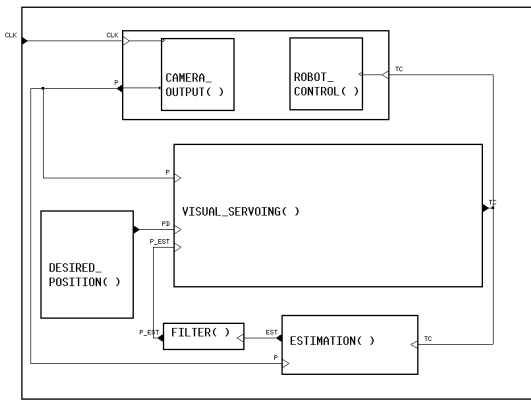 CLK
CLK
TC
CAMERA_
OUTPUT( )
ROBOT_
CONTROL( )
P
P
VISUAL_SERVOING( )
TC
PD
P_EST
DESIRED_
POSITION( )
P_EST
FILTER( )
EST
ESTIMATION( )
TC
P